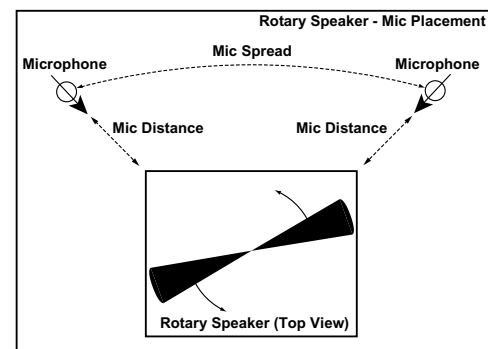 Rotary Speaker - Mic Placement
Mic Spread
Microphone
Microphone
Mic Distance
Mic Distance
Rotary Speaker (Top View)